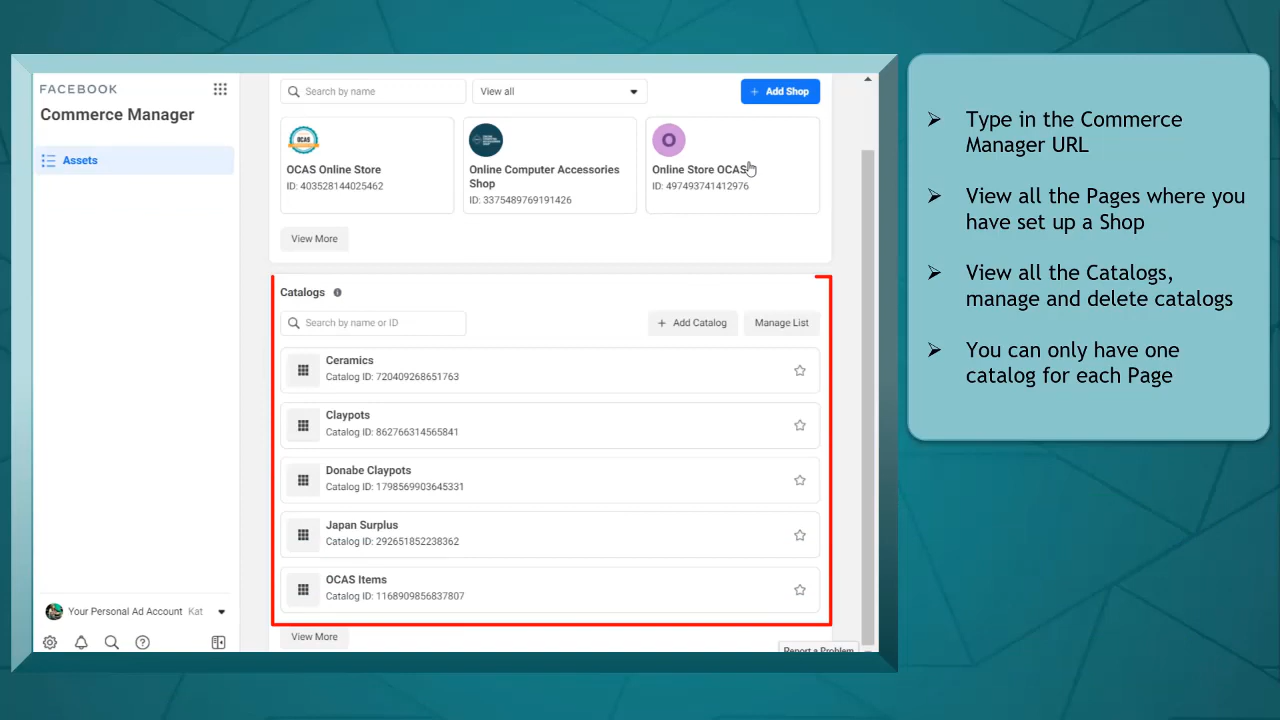 FACEBOOK
Commerce Manager
Assets
Search by name
View all
+ Add Shop
OCAS
OCAS Online Store
ID: 403528144025462
Online Computer Accessories
Shop
ID: 3375489769191426
O
Online Store OCAS
ID: 497493741412976
View More
Catalogs
Search by name or ID
+ Add Catalog
Manage List
Ceramics
Catalog ID: 720409268651763
Claypots
Catalog ID: 862766314565841
Donabe Claypots
Catalog ID: 1798569903645331
Japan Surplus
Catalog ID: 292651852238362
OCAS Items
Catalog ID: 1168909856837807
View More
Report a Problem
Your Personal Ad Account Kat
Type in the Commerce
Manager URL
View all the Pages where you
have set up a Shop
View all the Catalogs,
manage and delete catalogs
You can only have one
catalog for each Page